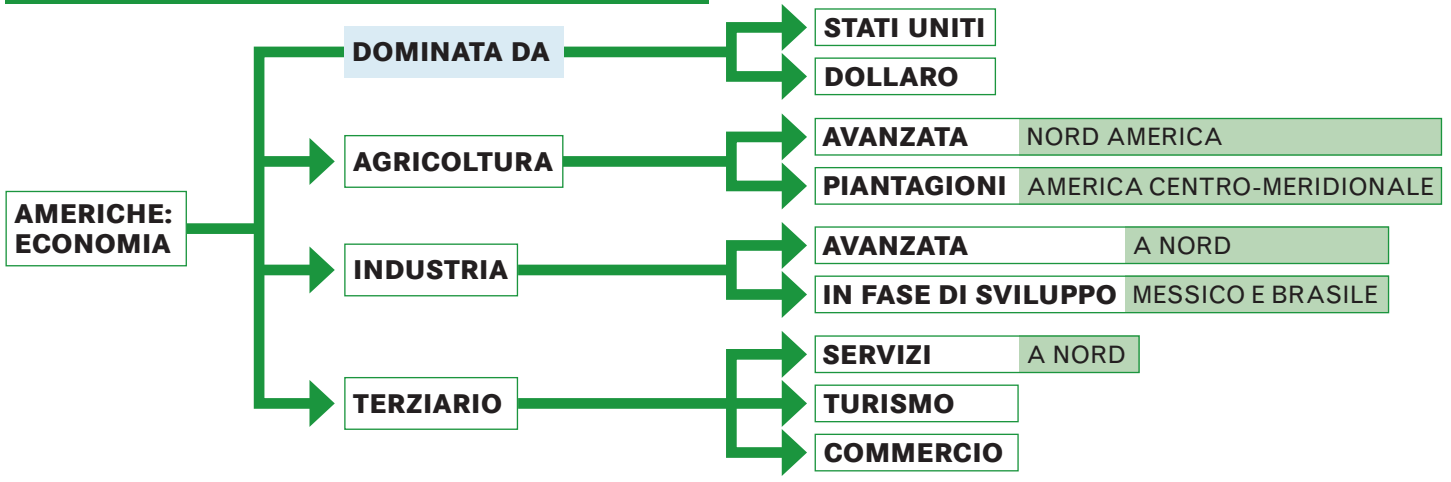 DOMINATA DA
STATI UNITI
DOLLARO
AGRICOLTURA
AVANZATA NORD AMERICA
PIANTAGIONI AMERICA CENTRO-MERIDIONALE
AMERICHE:
ECONOMIA
INDUSTRIA
AVANZATA A NORD
IN FASE DI SVILUPPO MESSICO E BRASILE
TERZIARIO
SERVIZI A NORD
TURISMO
COMMERCIO